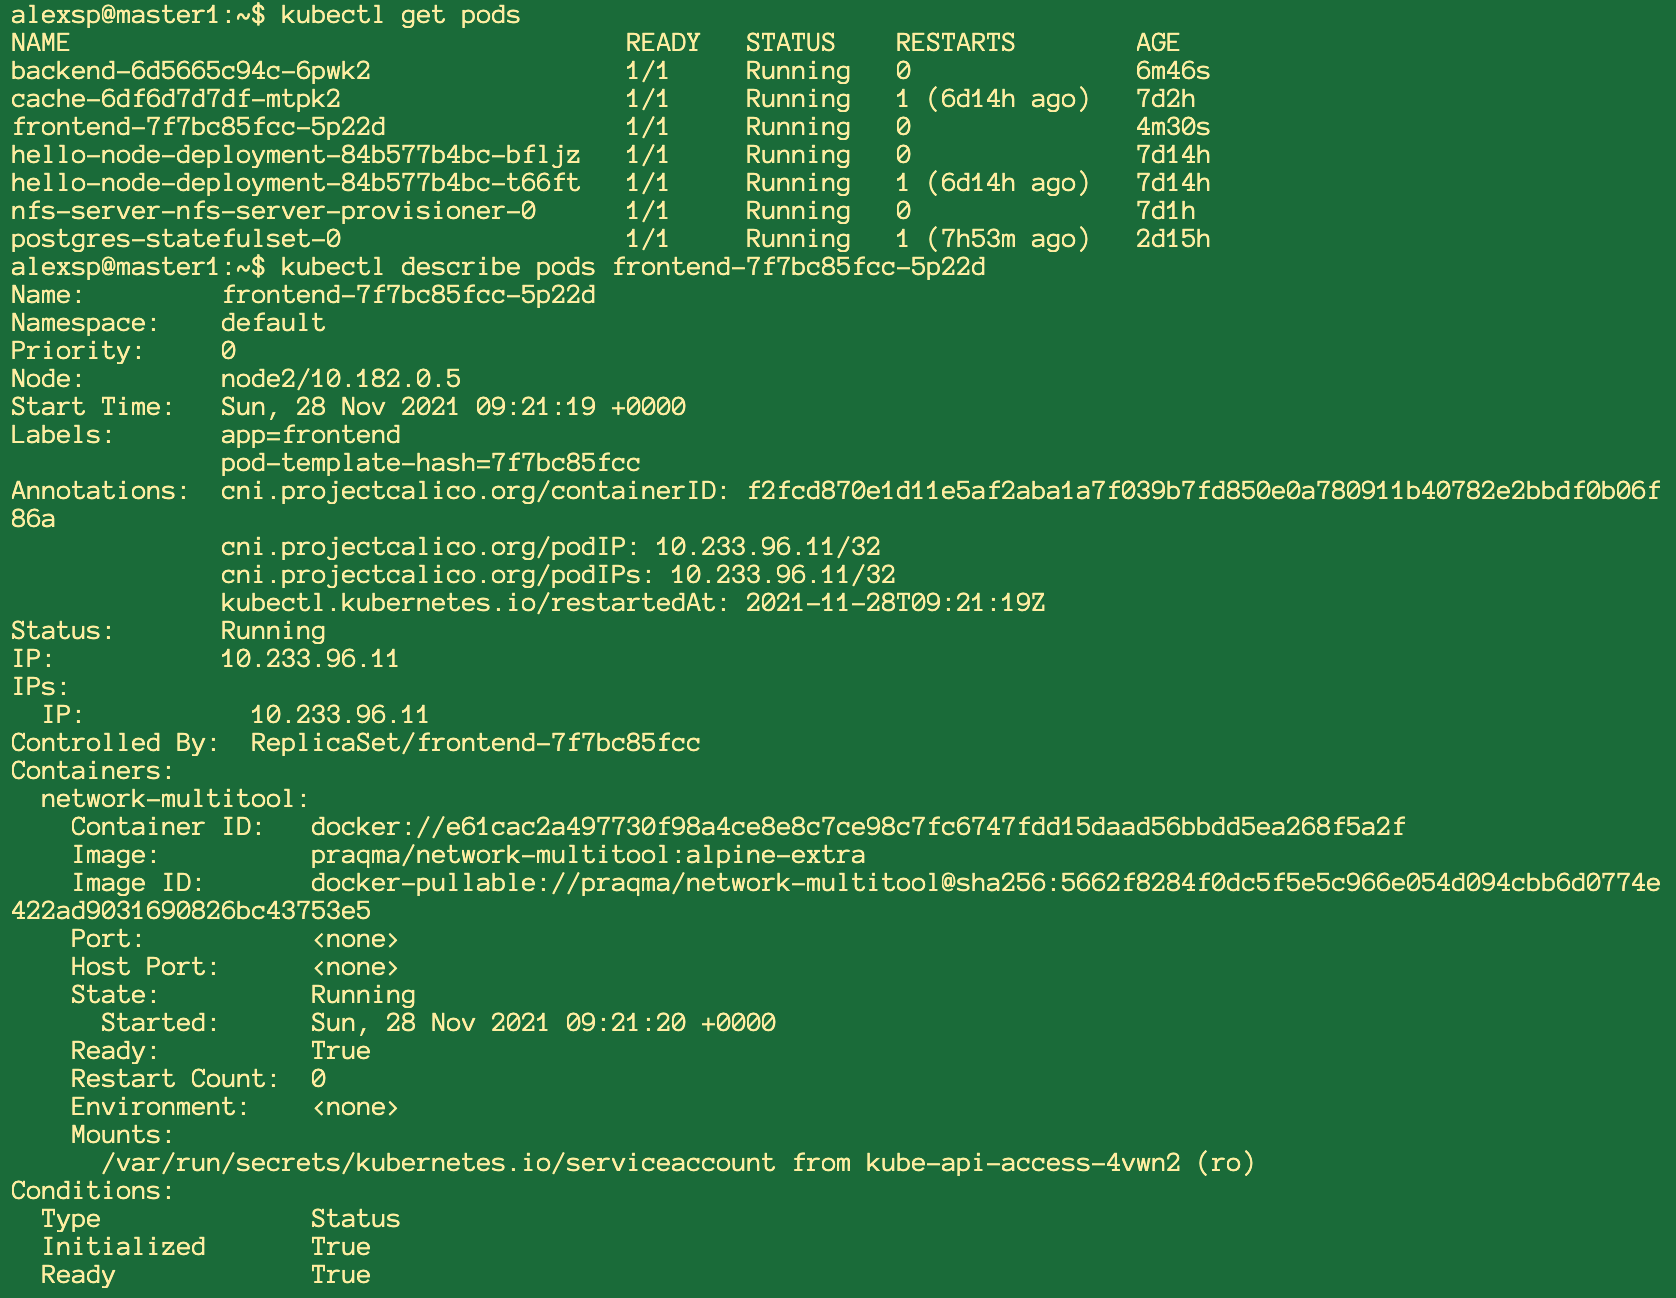 alexsp@master1:~$ kubectl get pods
NAME                                     READY   STATUS    RESTARTS        AGE
backend-6d5665c94c-6pwk2                 1/1     Running   0               6m46s
cache-6df6d7d7df-mtpk2                   1/1     Running   1 (6d14h ago)   7d2h
frontend-7f7bc85fcc-5p22d                1/1     Running   0               4m30s
hello-node-deployment-84b577b4bc-bfljz   1/1     Running   0               7d14h
hello-node-deployment-84b577b4bc-t66ft   1/1     Running   1 (6d14h ago)   7d14h
nfs-server-nfs-server-provisioner-0      1/1     Running   0               7d1h
postgres-statefulset-0                   1/1     Running   1 (7h53m ago)   2d15h
alexsp@master1:~$ kubectl describe pods frontend-7f7bc85fcc-5p22d
Name:         frontend-7f7bc85fcc-5p22d
Namespace:    default
Priority:     0
Node:         node2/10.182.0.5
Start Time:   Sun, 28 Nov 2021 09:21:19 +0000
Labels:       app=frontend
              pod-template-hash=7f7bc85fcc
Annotations:  cni.projectcalico.org/containerID: f2fcd870e1d11e5af2aba1a7f039b7fd850e0a780911b40782e2bbdf0b06f
86a
              cni.projectcalico.org/podIP: 10.233.96.11/32
              cni.projectcalico.org/podIPs: 10.233.96.11/32
              kubectl.kubernetes.io/restartedAt: 2021-11-28T09:21:19Z
Status:       Running
IP:           10.233.96.11
IPs:
  IP:           10.233.96.11
Controlled By:  ReplicaSet/frontend-7f7bc85fcc
Containers:
  network-multitool:
    Container ID:   docker://e61cac2a497730f98a4ce8e8c7ce98c7fc6747fdd15daad56bbdd5ea268f5a2f
    Image:          praqma/network-multitool:alpine-extra
    Image ID:       docker-pullable://praqma/network-multitool@sha256:5662f8284f0dc5f5e5c966e054d094cbb6d0774e
422ad9031690826bc43753e5
    Port:           <none>
    Host Port:      <none>
    State:          Running
      Started:      Sun, 28 Nov 2021 09:21:20 +0000
    Ready:          True
    Restart Count:  0
    Environment:    <none>
    Mounts:
      /var/run/secrets/kubernetes.io/serviceaccount from kube-api-access-4vwn2 (ro)
Conditions:
  Type              Status
  Initialized       True
  Ready             True